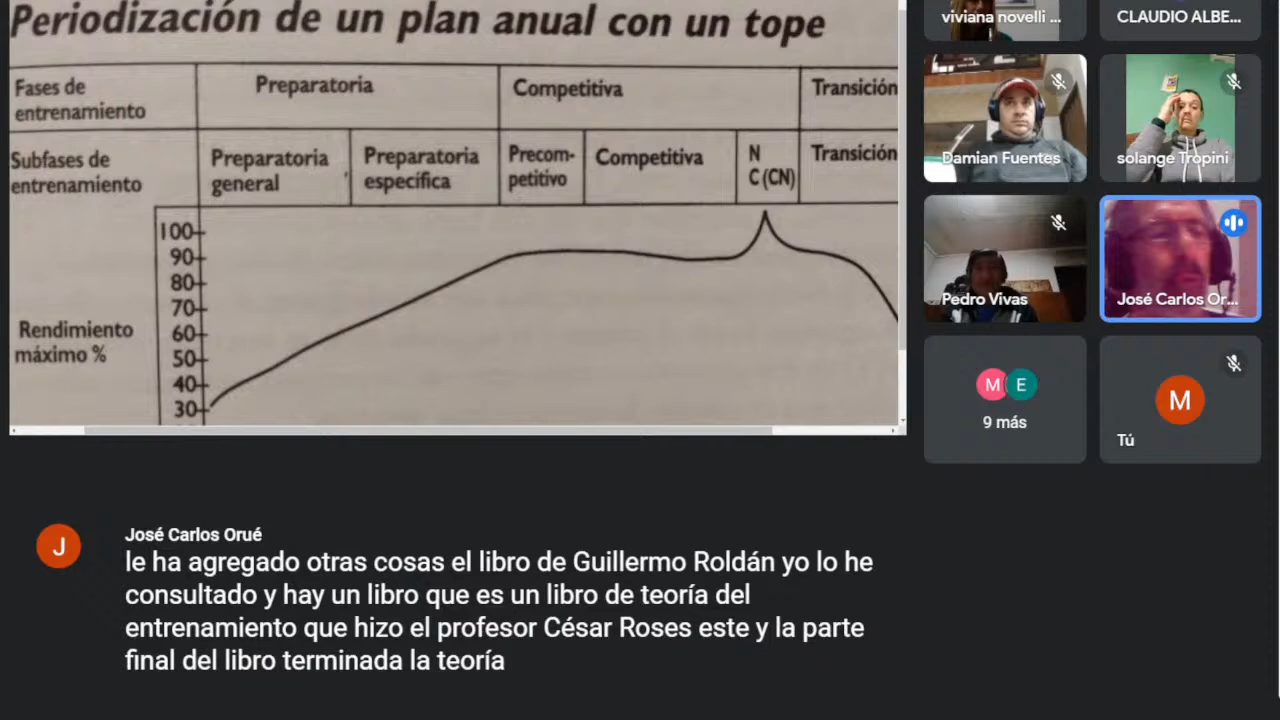 Periodización de un plan anual con un tope
Fases de
entrenamiento
Preparatoria
Competitiva
Transición
Subfases de
entrenamiento
Preparatoria
general
Preparatoria
específica
Precom-
petitivo
Competitiva
N
C (CN)
Transición
Rendimiento
máximo %
100
90
80
70
60
50
40
30
viviana novelli ...
CLAUDIO ALBE...
Damian Fuentes
solange Tropini
Pedro Vivas
José Carlos Or...
M
E
9 más
M
Tú
J
José Carlos Orué
le ha agregado otras cosas el libro de Guillermo Roldán yo lo he
consultado y hay un libro que es un libro de teoría del
entrenamiento que hizo el profesor César Roses este y la parte
final del libro terminada la teoría